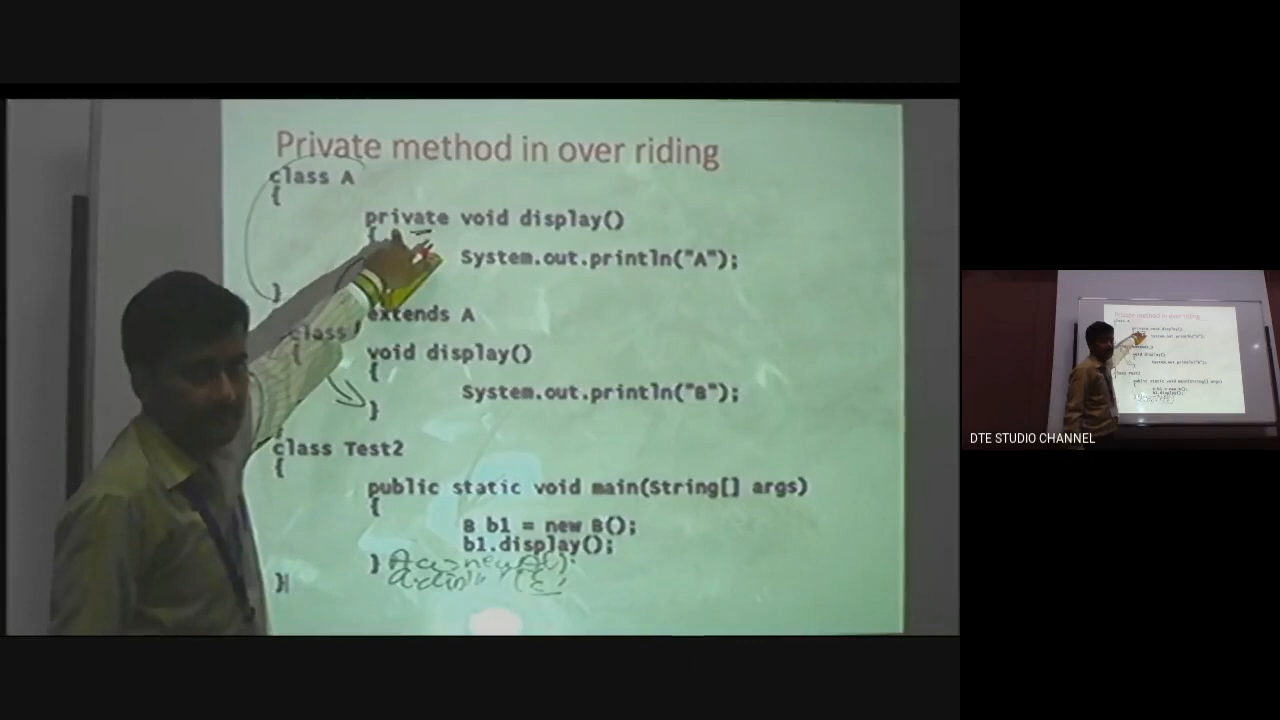 Private method in over riding
class A
{
private void display()
{
System.out.println("A");
}
class
extends A
{
void display()
{
System.out.println("B");
}
}
class Test2
{
public static void main(String[] args)
{
B b1 = new B();
b1.display();
}
}
DTE STUDIO CHANNEL